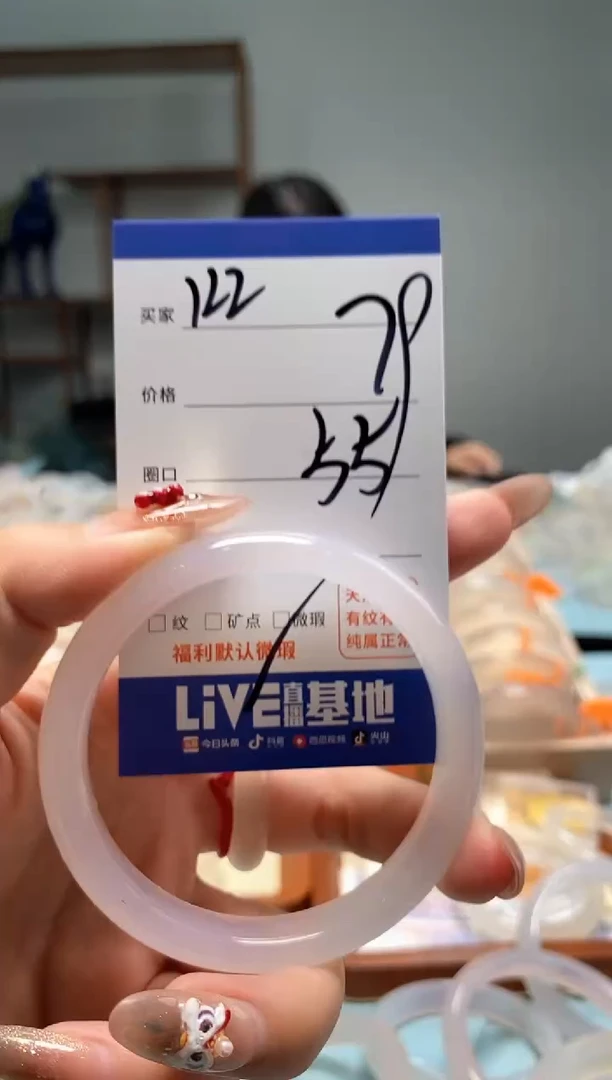 买家 122
79
价格
55
圈口
天然
□纹 □矿点 □微瑕
有纹
福利默认微瑕
纯属正常
LiVE直播基地
今日头条 抖音 西瓜视频 火山